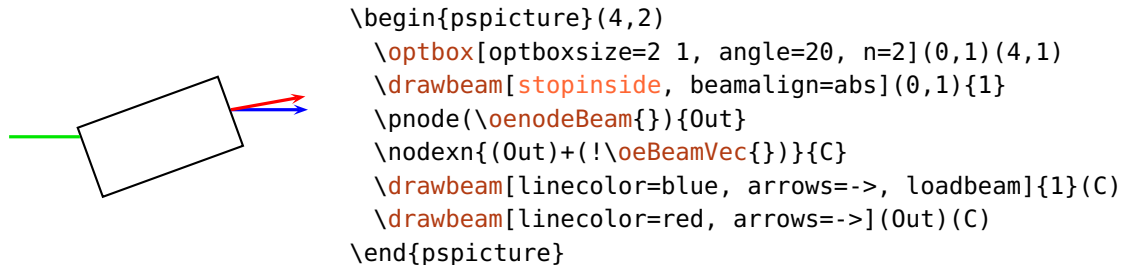 \begin{pspicture}(4,2)
  \optbox[optboxsize=2 1, angle=20, n=2](0,1)(4,1)
  \drawbeam[stopinside, beamalign=abs](0,1){1}
  \pnode(\oenodeBeam{}){Out}
  \nodexn{(Out)+(!\oeBeamVec{})}{C}
  \drawbeam[linecolor=blue, arrows=->, loadbeam]{1}(C)
  \drawbeam[linecolor=red, arrows=->](Out)(C)
\end{pspicture}